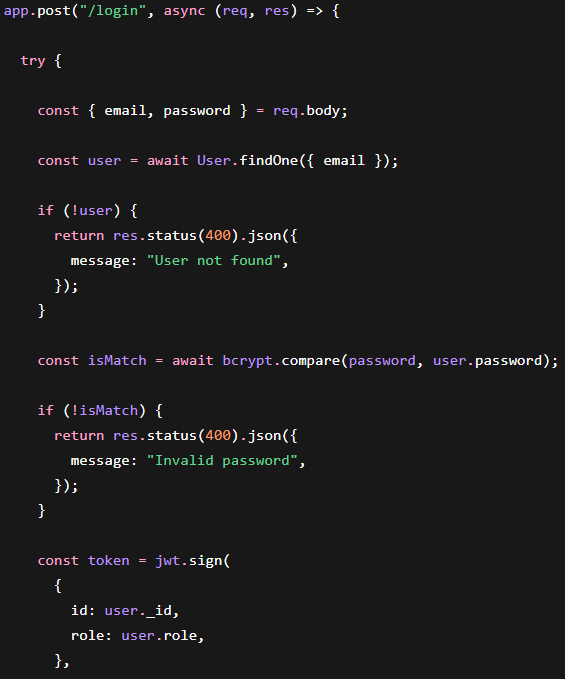 app.post("/login", async (req, res) => {
try {
const { email, password } = req.body;
const user = await User.findOne({ email });
if (!user) {
return res.status(400).json({
message: "User not found",
});
}
const isMatch = await bcrypt.compare(password, user.password);
if (!isMatch) {
return res.status(400).json({
message: "Invalid password",
});
}
const token = jwt.sign(
{
id: user._id,
role: user.role,
},